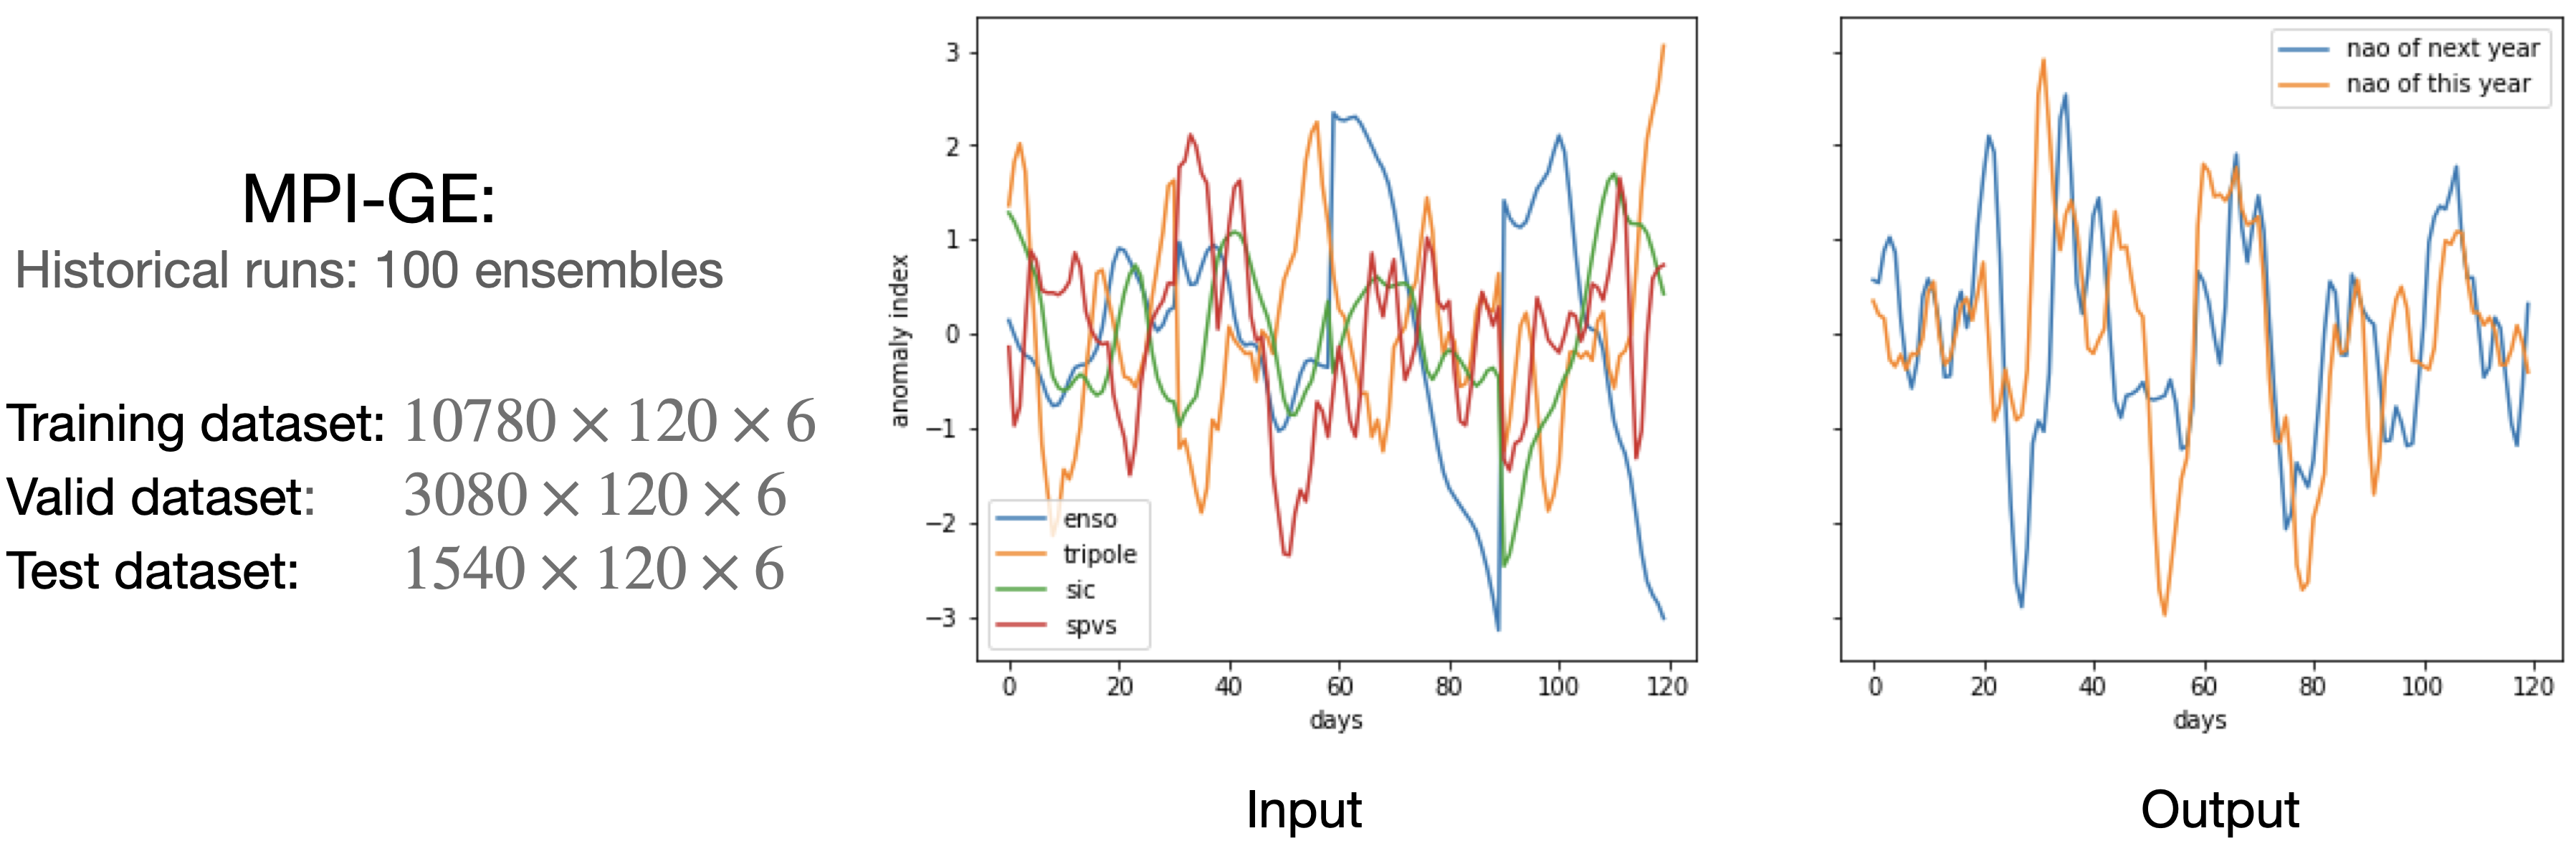 MPI-GE:
Historical runs: 100 ensembles
Training dataset: 10780 × 120 × 6
Valid dataset: 3080 × 120 × 6
Test dataset: 1540 × 120 × 6
anomaly index
3
2
1
0
−1
−2
−3
enso
tripole
sic
spvs
0 20 40 60 80 100 120
days
Input
nao of next year
nao of this year
0 20 40 60 80 100 120
days
Output